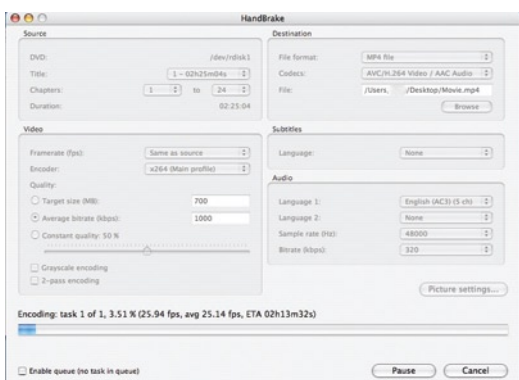 HandBrake
Source
DVD: /dev/rdisk1
Title: 1 - 02h25m04s
Chapters: 1 to 24
Duration: 02:25:04
Destination
File format: MP4 file
Codecs: AVC/H.264 Video / AAC Audio
File: /Users, /Desktop/Movie.mp4
Browse
Video
Framerate (fps): Same as source
Encoder: x264 (Main profile)
Quality:
Target size (MB): 700
Average bitrate (kbps): 1000
Constant quality: 50 %
Grayscale encoding
2-pass encoding
Subtitles
Language: None
Audio
Language 1: English (AC3) (5 ch)
Language 2: None
Sample rate (Hz): 48000
Bitrate (kbps): 320
Picture settings...
Encoding: task 1 of 1, 3.51 % (25.94 fps, avg 25.14 fps, ETA 02h13m32s)
Enable queue (no task in queue)
Pause
Cancel